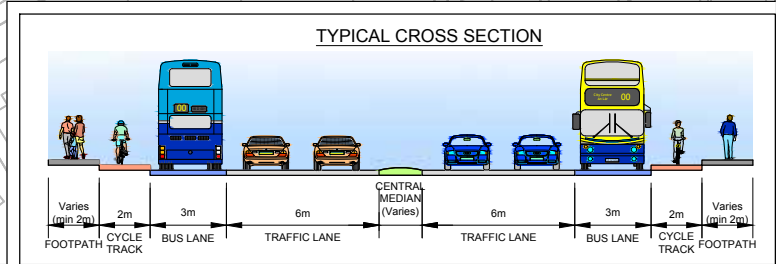 TYPICAL CROSS SECTION
00
00
CENTRAL
MEDIAN
(Varies)
Varies
(min 2m)
2m
3m
6m
6m
3m
2m
Varies
(min 2m)
FOOTPATH
CYCLE
TRACK
BUS LANE
TRAFFIC LANE
TRAFFIC LANE
BUS LANE
CYCLE
TRACK
FOOTPATH